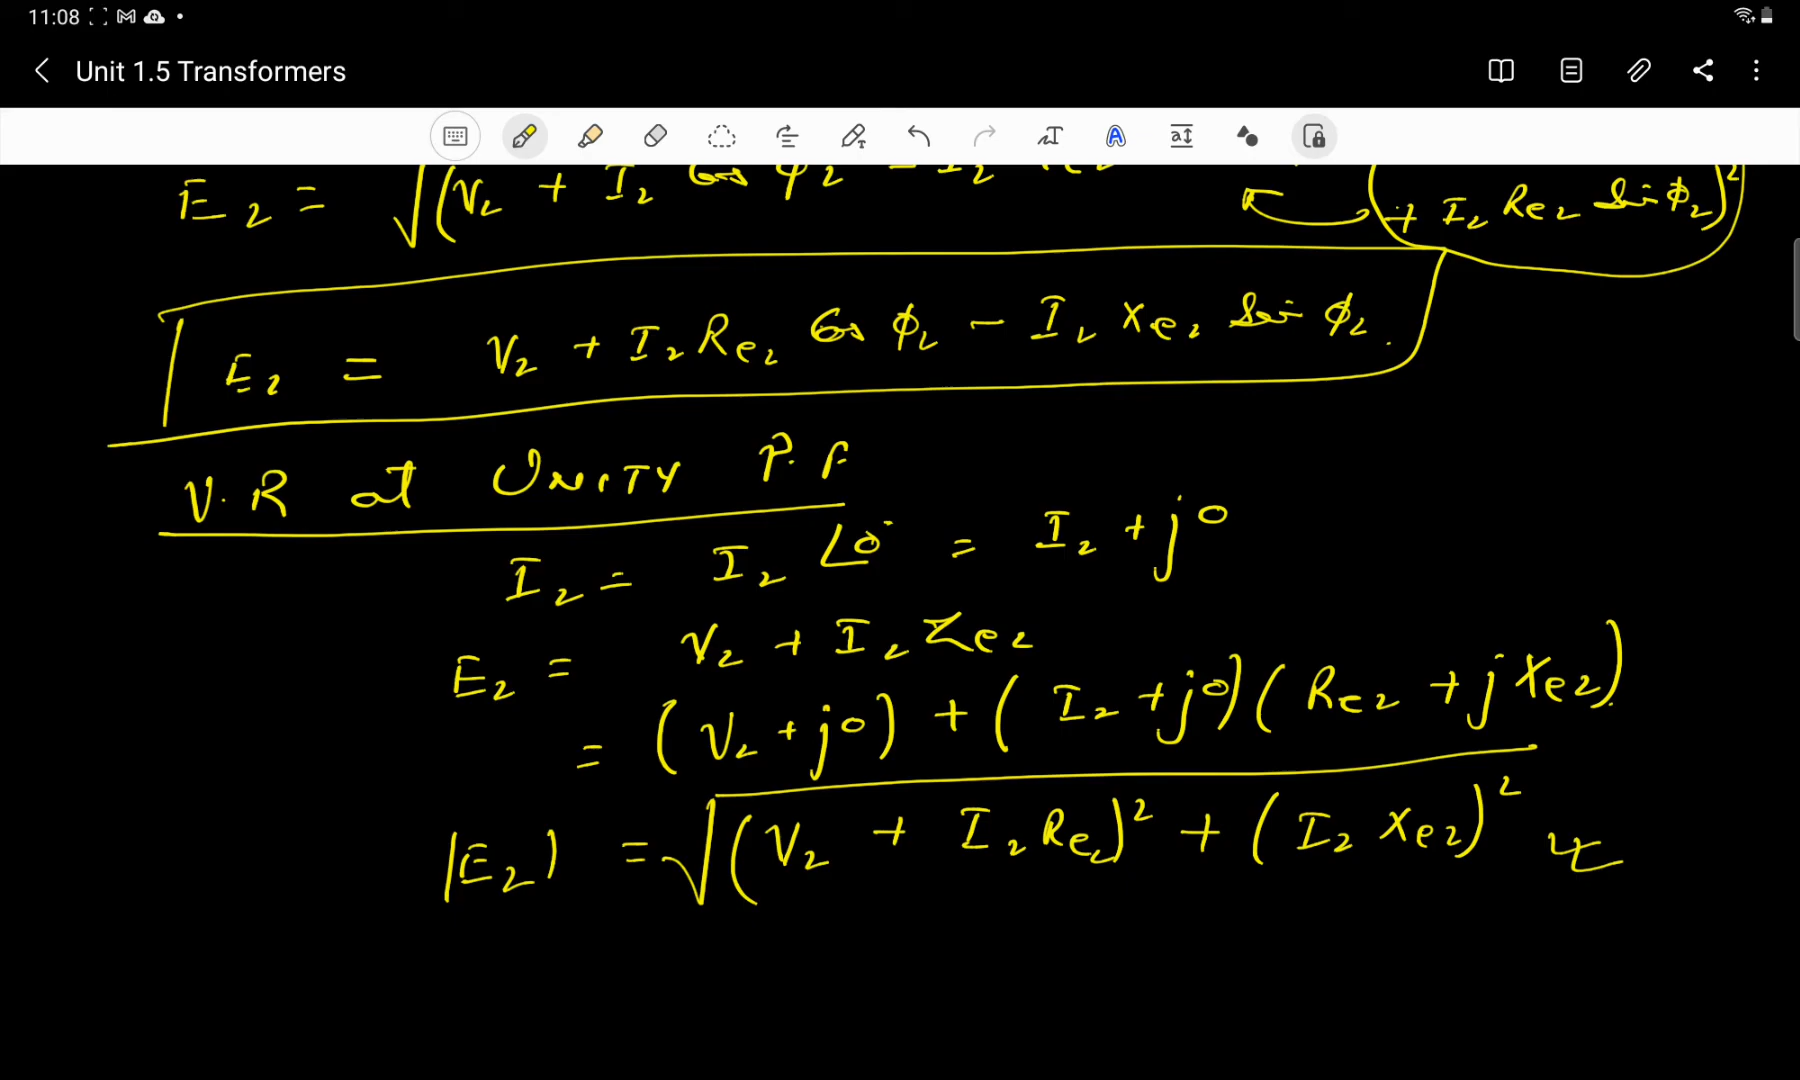 11:08
Unit 1.5 Transformers
E2 = √(V2 + I2 Cos φ2 - I2
+ I2 Re2 Sin φ2)²
E2 = V2 + I2 Re2 Cos φ2 - I2 Xe2 Sin φ2.
V.R at UNITY P.F
I2 = I2 ∠0° = I2 + j0
E2 = V2 + I2 Ze2
= (V2 + j0) + (I2 + j0)(Re2 + jXe2)
|E2| = √(V2 + I2 Re2)² + (I2 Xe2)²